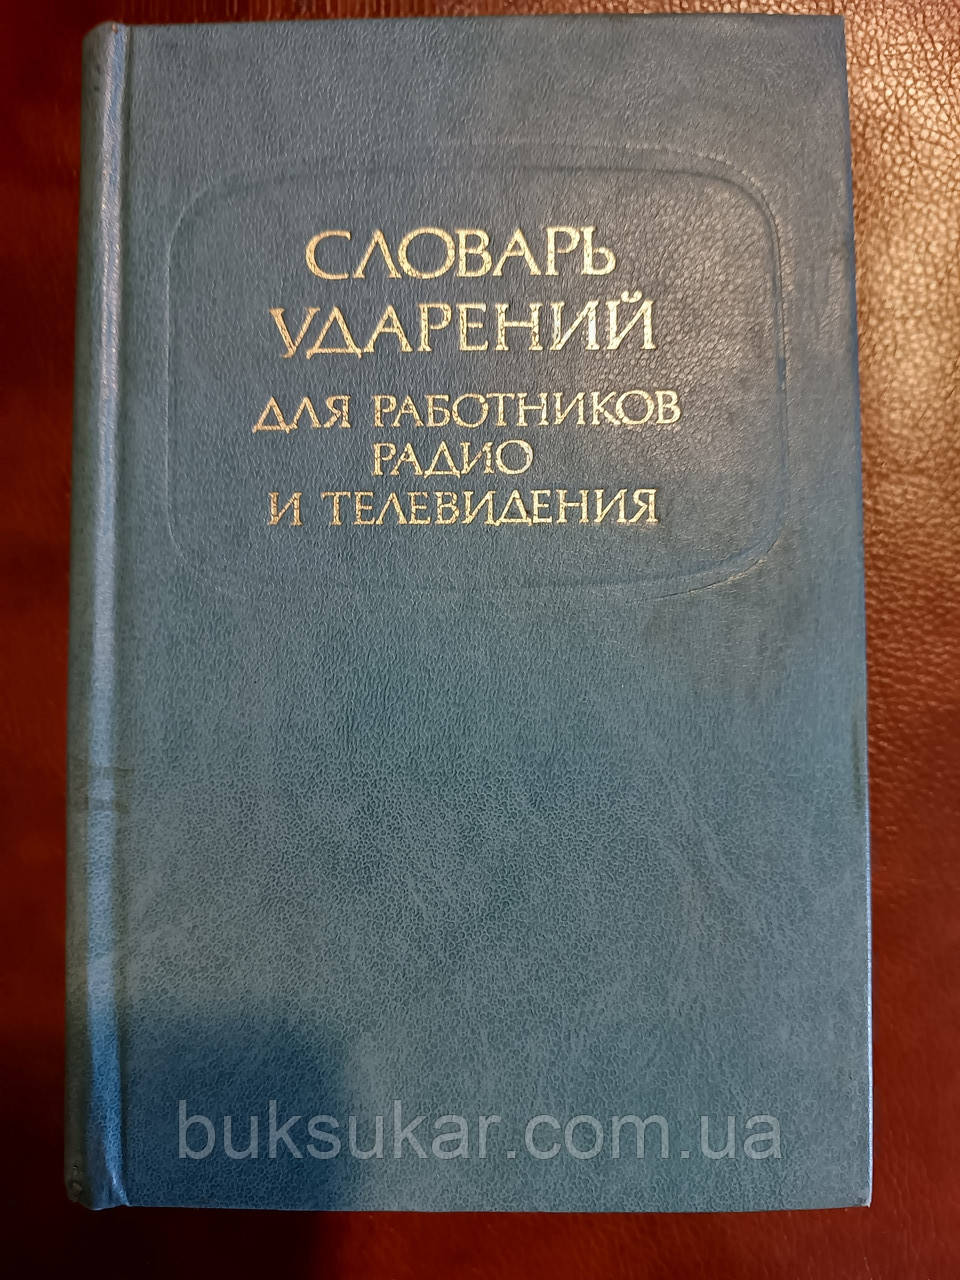 СЛОВАРЬ
УДАРЕНИЙ
ДЛЯ РАБОТНИКОВ
РАДИО
И ТЕЛЕВИДЕНИЯ
buksukar.com.ua